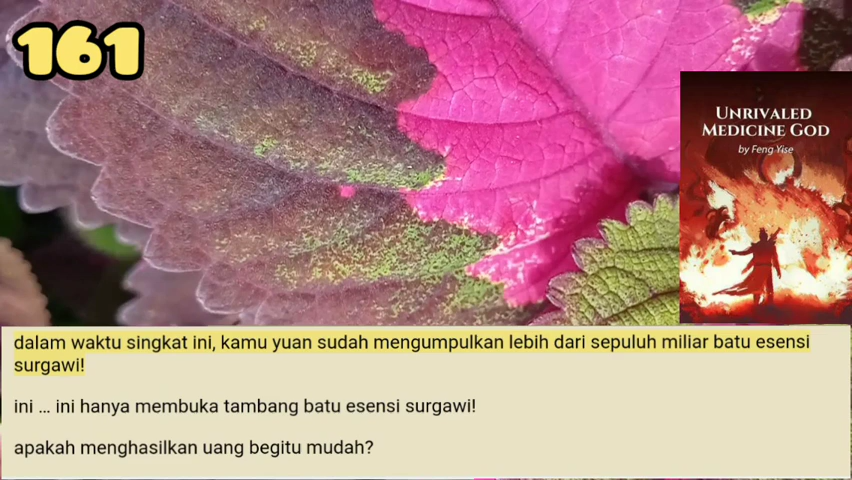 161
UNRIVALED
MEDICINE GOD
by Feng Yise
dalam waktu singkat ini, kamu yuan sudah mengumpulkan lebih dari sepuluh miliar batu esensi
surgawi!
ini ... ini hanya membuka tambang batu esensi surgawi!
apakah menghasilkan uang begitu mudah?